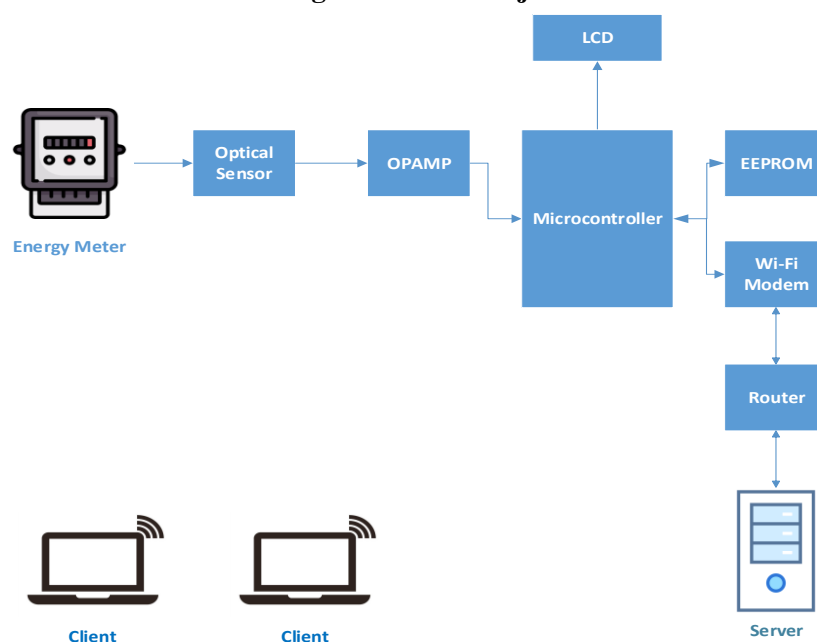 LCD
Optical
Sensor
OPAMP
Microcontroller
EEPROM
Energy Meter
Wi-Fi
Modem
Router
Client
Client
Server